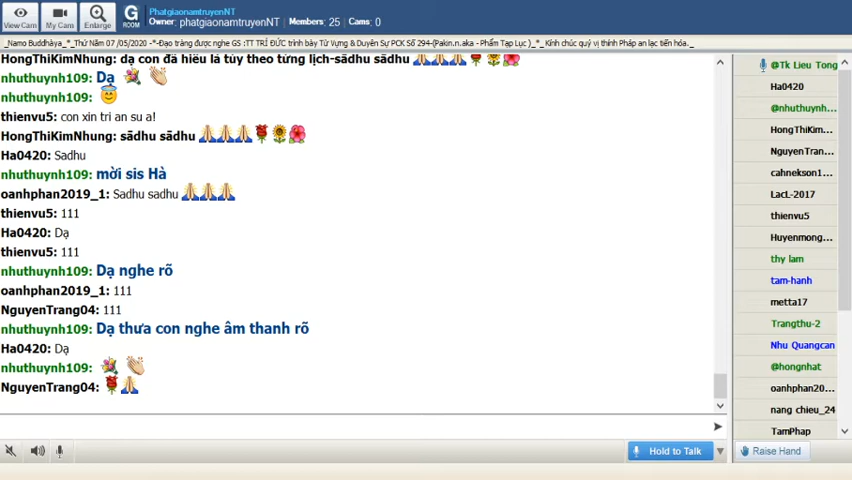 PhatgiaonamtruyenNT
Owner: phatgiaonamtruyenNT Members: 25 Cams: 0
View Cam
My Cam
Enlarge
G
ROOM
_Namo Buddhàya_*_Thứ Năm 07 /05/2020 -*-Đạo tràng được nghe GS :TT TRÍ ĐỨC trình bày Từ Vựng & Duyên Sự PCK Số 294-(Pakin.n.aka - Phẩm Tạp Lục )_*_ Kính chúc quý vị thính Pháp an lạc tiến hóa._
HongThiKimNhung: dạ con đã hiểu là tùy theo từng lịch-sādhu sādhu
nhuthuynh109: Dạ
nhuthuynh109:
thienvu5: con xin tri an su a!
HongThiKimNhung: sādhu sādhu
Ha0420: Sadhu
nhuthuynh109: mời sis Hà
oanhphan2019_1: Sadhu sadhu
thienvu5: 111
Ha0420: Dạ
thienvu5: 111
nhuthuynh109: Dạ nghe rõ
oanhphan2019_1: 111
NguyenTrang04: 111
nhuthuynh109: Dạ thưa con nghe âm thanh rõ
Ha0420: Dạ
nhuthuynh109:
NguyenTrang04:
@Tk Lieu Tong
Ha0420
@nhuthuynh...
HongThiKim...
NguyenTran...
cahnekson1...
LacL-2017
thienvu5
Huyenmong...
thy lam
tam-hanh
metta17
Trangthu-2
Nhu Quangcan
@hongnhat
oanhphan20...
nang chieu_24
TamPhap
Hold to Talk
Raise Hand